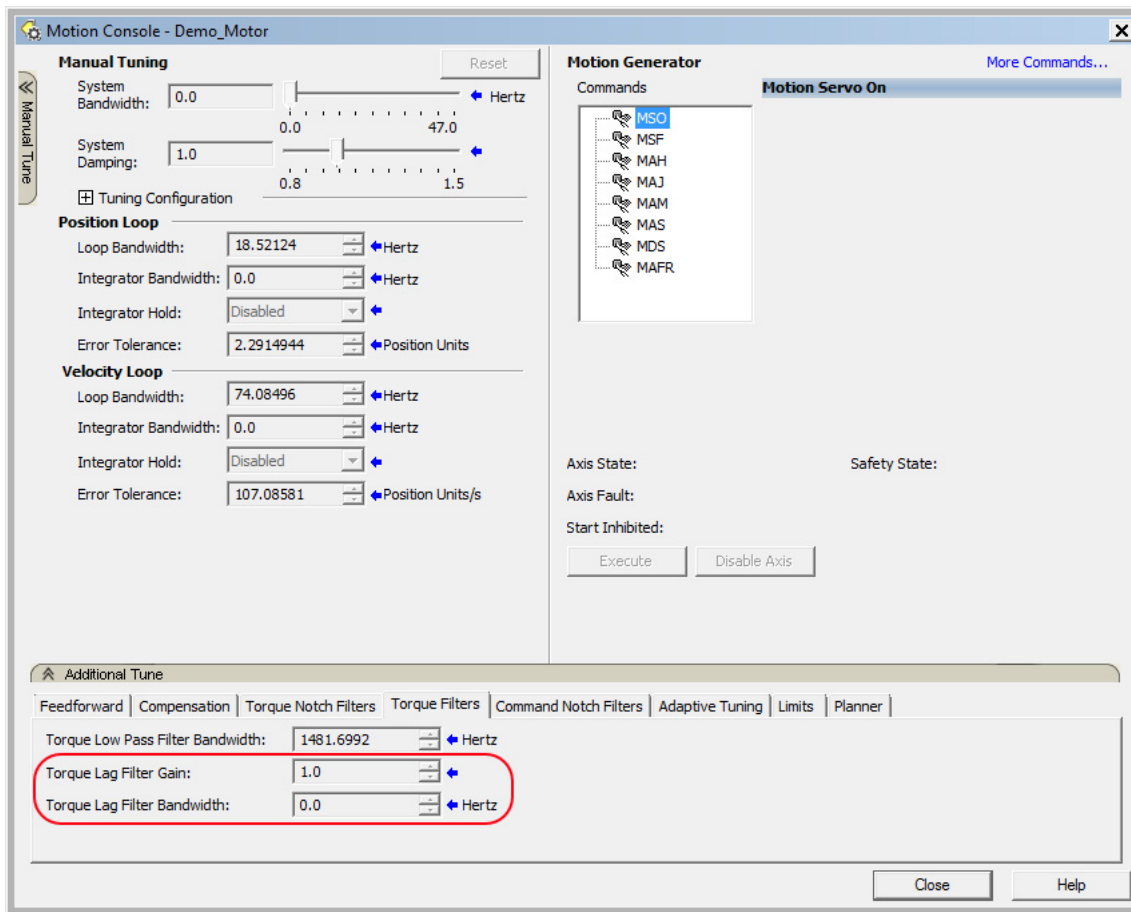 Motion Console - Demo_Motor
Manual Tuning
Reset
Manual Tune
System Bandwidth: 0.0 Hertz
0.0 47.0
System Damping: 1.0
0.8 1.5
Tuning Configuration
Position Loop
Loop Bandwidth: 18.52124 Hertz
Integrator Bandwidth: 0.0 Hertz
Integrator Hold: Disabled
Error Tolerance: 2.2914944 Position Units
Velocity Loop
Loop Bandwidth: 74.08496 Hertz
Integrator Bandwidth: 0.0 Hertz
Integrator Hold: Disabled
Error Tolerance: 107.08581 Position Units/s
Motion Generator
More Commands...
Commands
Motion Servo On
MSO
MSF
MAH
MAJ
MAM
MAS
MDS
MAFR
Axis State: Safety State:
Axis Fault:
Start Inhibited:
Execute Disable Axis
Additional Tune
Feedforward Compensation Torque Notch Filters Torque Filters Command Notch Filters Adaptive Tuning Limits Planner
Torque Low Pass Filter Bandwidth: 1481.6992 Hertz
Torque Lag Filter Gain: 1.0
Torque Lag Filter Bandwidth: 0.0 Hertz
Close Help